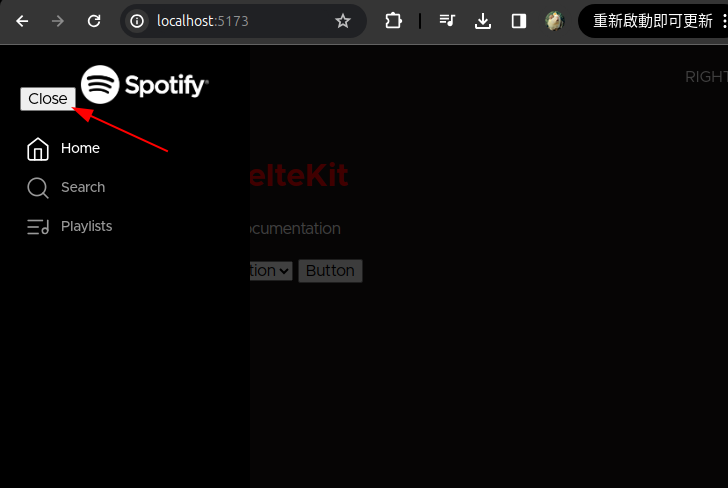 localhost:5173
重新啟動即可更新
Spotify
RIGHT
Close
Home
elteKit
Search
ocumentation
Playlists
tion
Button